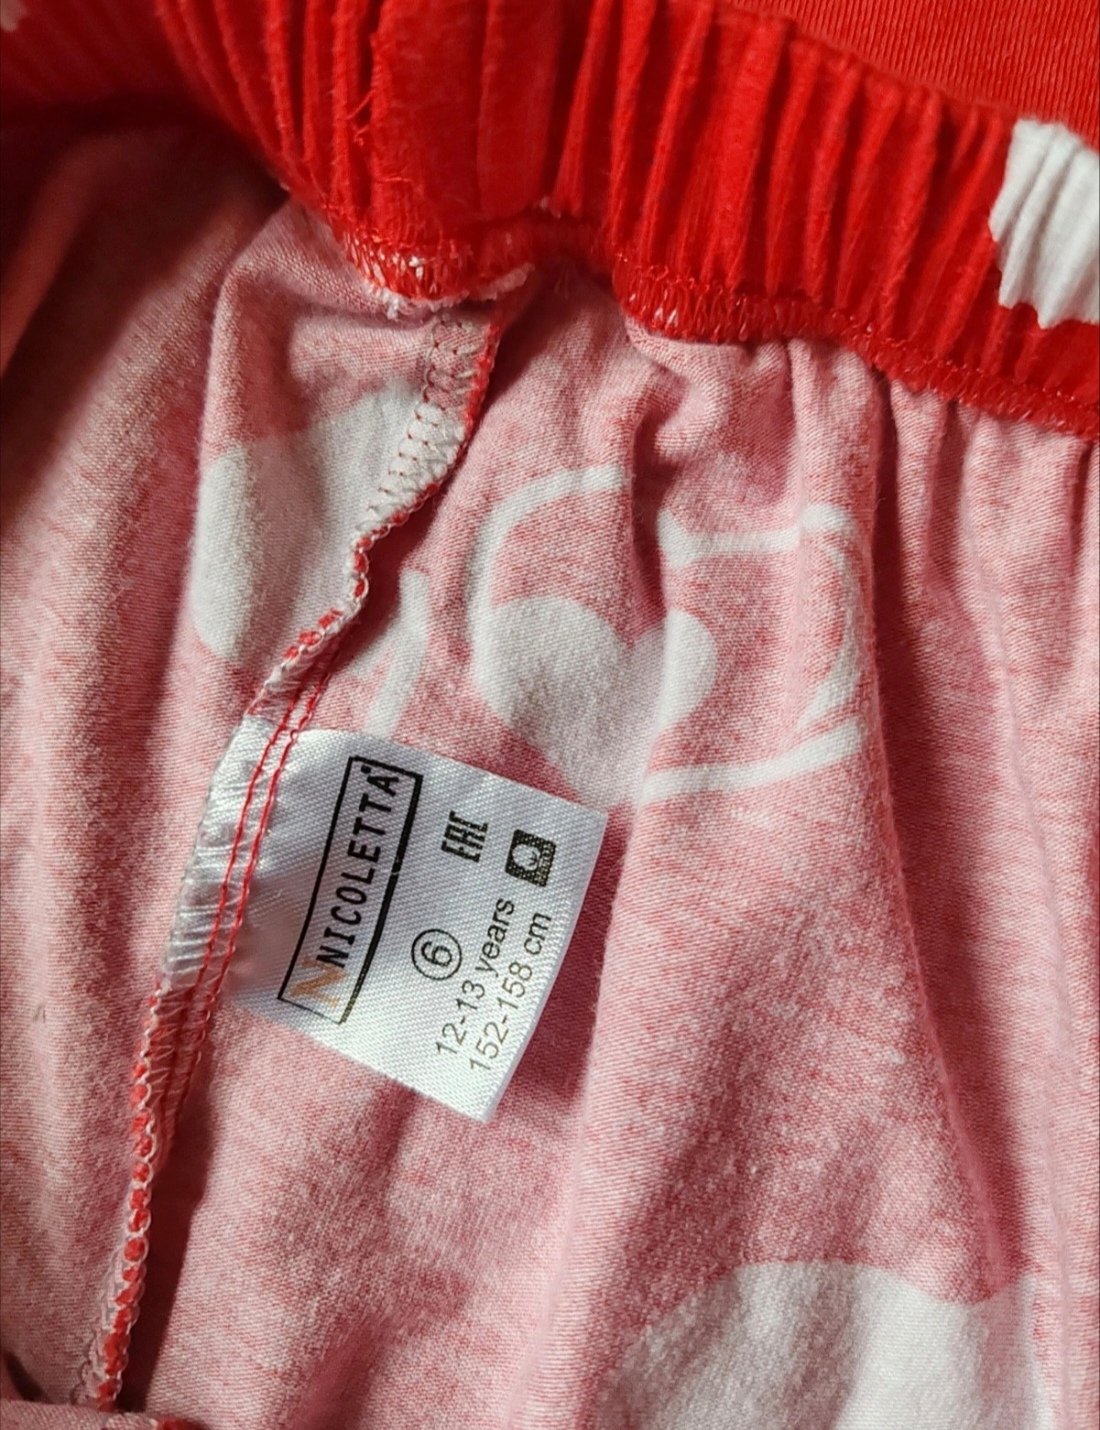 NICOLETTA
EAC
6
12-13 years
152-158 cm